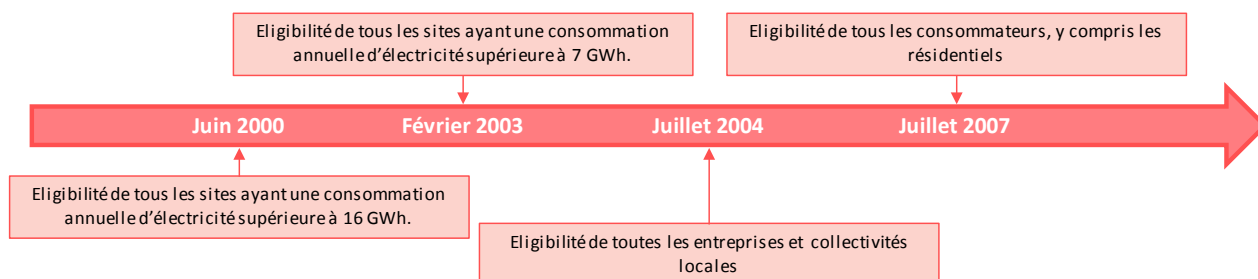 Eligibilité de tous les sites ayant une consommation
annuelle d'électricité supérieure à 7 GWh.
Eligibilité de tous les consommateurs, y compris les
résidentiels
Juin 2000
Février 2003
Juillet 2004
Juillet 2007
Eligibilité de tous les sites ayant une consommation
annuelle d'électricité supérieure à 16 GWh.
Eligibilité de toutes les entreprises et collectivités
locales